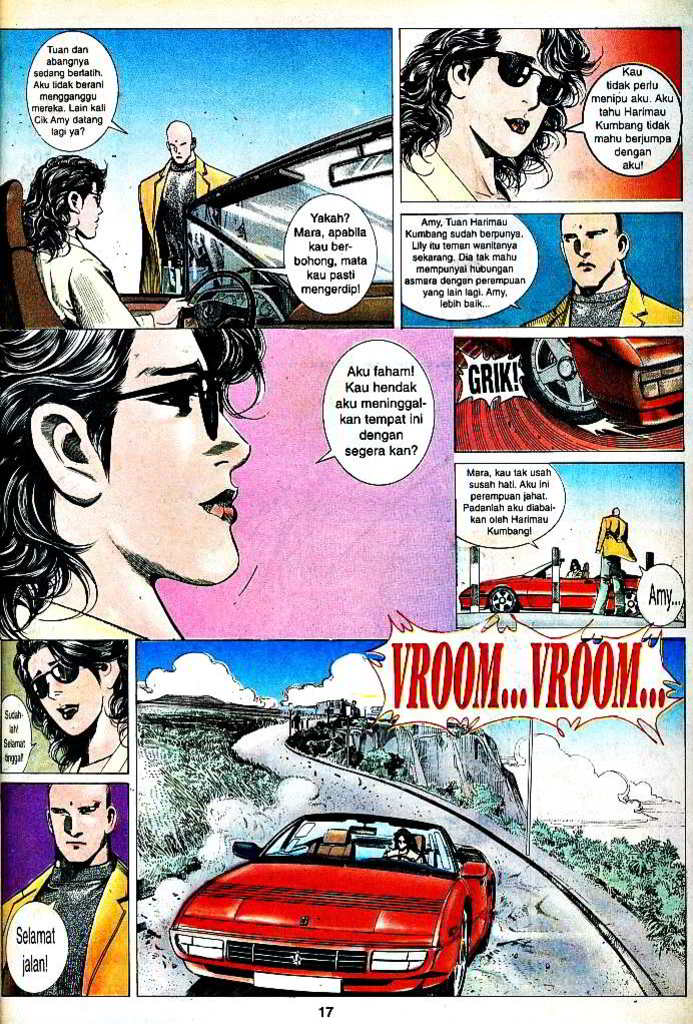 Tuan dan
abangnya
sedang berlatih.
Aku tidak berani
mengganggu
mereka. Lain kali
Cik Amy datang
lagi ya?
Yakah?
Mara, apabila
kau ber-
bohong, mata
kau pasti
mengerdip!
Kau
tidak perlu
menipu aku. Aku
tahu Harimau
Kumbang tidak
mahu berjumpa
dengan
aku!
Amy, Tuan Harimau
Kumbang sudah berpunya.
Lily itu teman wanitanya
sekarang. Dia tak mahu
mempunyai hubungan
asmara dengan perempuan
yang lain lagi. Amy,
lebih baik...
Aku faham!
Kau hendak
aku meninggal-
kan tempat ini
dengan
segera kan?
GRIK!
Mara, kau tak usah
susah hati. Aku ini
perempuan jahat.
Padanlah aku diabai-
kan oleh Harimau
Kumbang!
Amy...
Sudah-
lah!
Selamat
tinggal!
Selamat
jalan!
VROOM...VROOM...
17